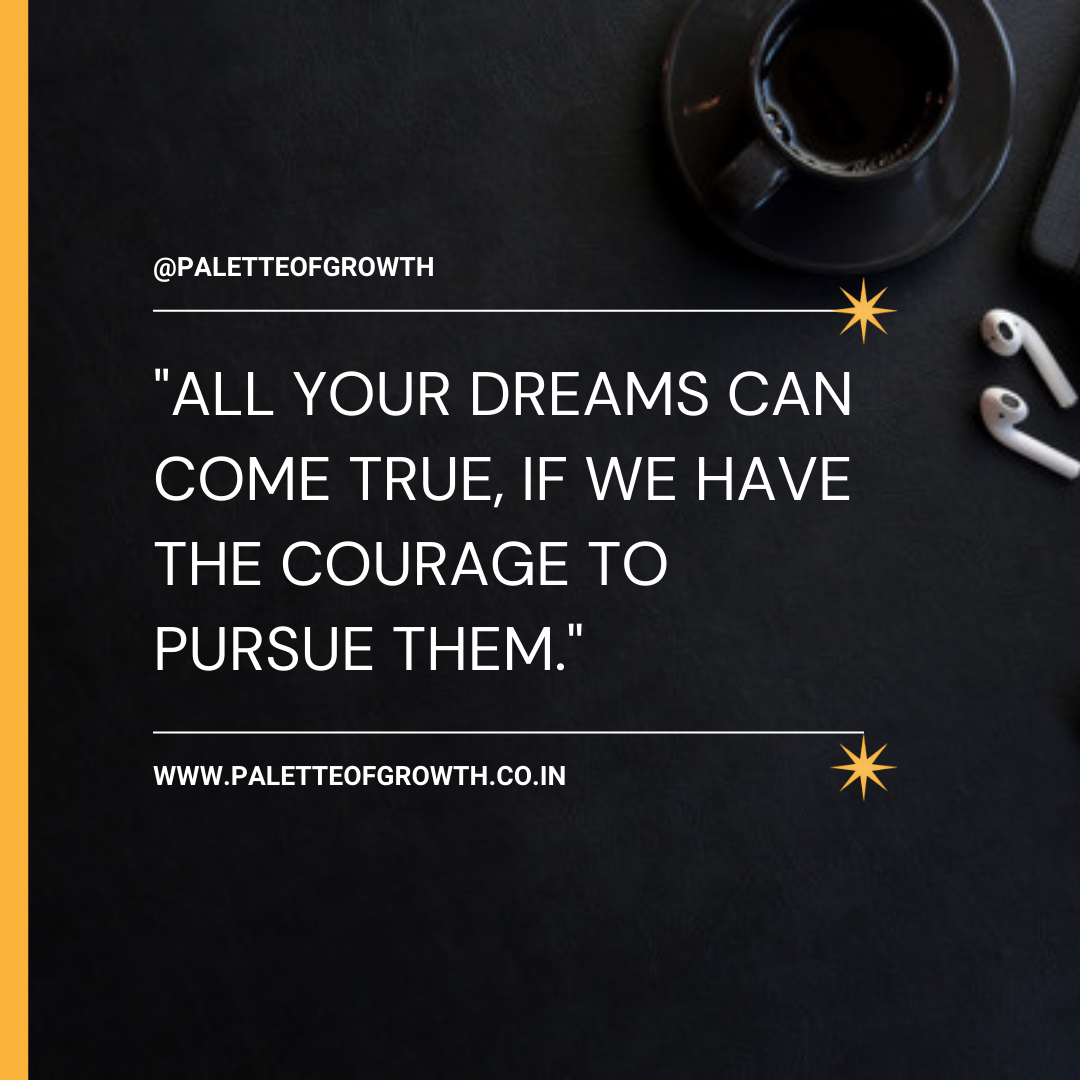 @PALETTEOFGROWTH
"ALL YOUR DREAMS CAN
COME TRUE, IF WE HAVE
THE COURAGE TO
PURSUE THEM."
WWW.PALETTEOFGROWTH.CO.IN